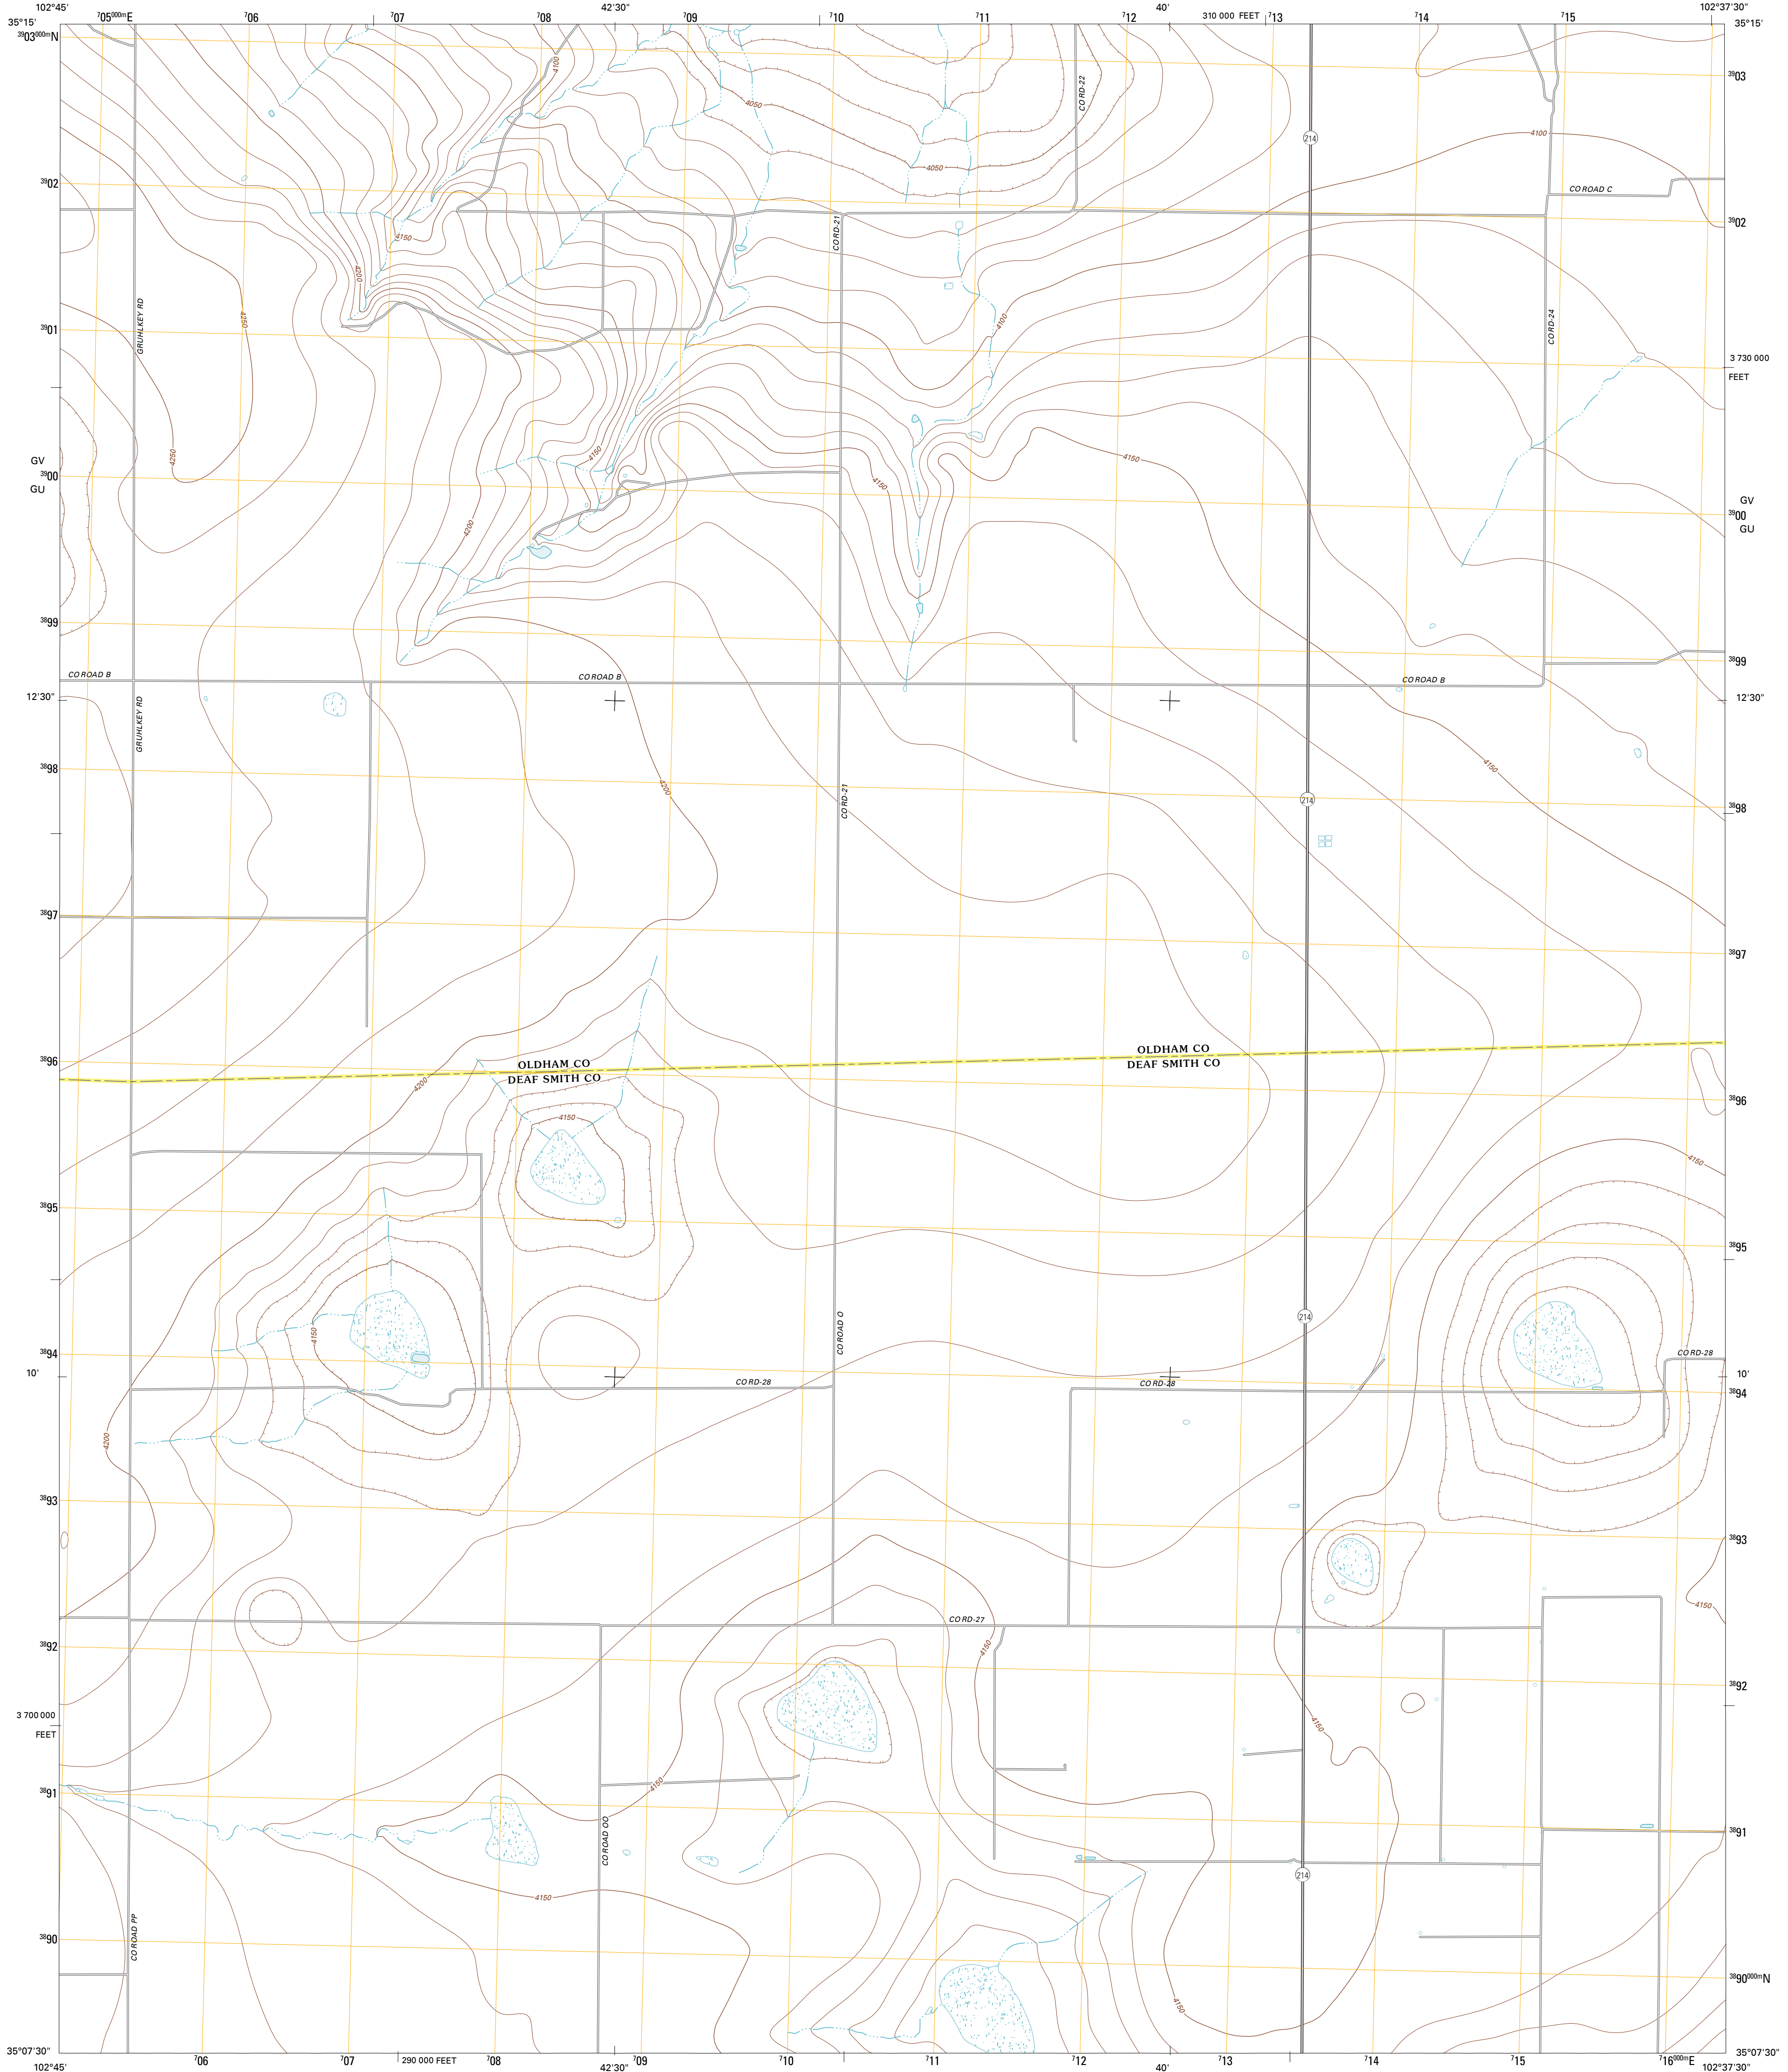 102°45'
705000mE
706
707
708
42'30"
709
710
711
712
40'
310 000 FEET
713
714
715
102°37'30"
35°15'
35°15'
3903000mN
3903
4100
CO RD-22
4050
214
4100
4050
3902
CO ROAD C
3902
CO RD-21
4150
4200
GRUHLKEY RD
4250
4100
CO RD-24
3901
3 730 000
FEET
3901
4250
4150
4150
4150
GV
GU
3900
GV
3900
GU
4200
3899
3899
CO ROAD B
CO ROAD B
CO ROAD B
12'30"
12'30"
GRUHLKEY RD
4150
3898
4200
CO RD-21
214
3898
3897
3897
3896
OLDHAM CO
DEAF SMITH CO
OLDHAM CO
DEAF SMITH CO
4200
3896
4150
4150
3895
3895
4150
CO ROAD O
214
3894
CO RD-28
10'
10'
CO RD-28
CO RD-28
3894
4200
3893
3893
4150
CO RD-27
3892
4150
3892
3 700 000
FEET
4150
3891
4150
CO ROAD OO
3891
214
4150
CO ROAD PP
3890
3890000mN
4150
35°07'30"
35°07'30"
102°45'
706
707
290 000 FEET
708
42'30"
709
710
711
712
40'
713
714
715
716000mE
102°37'30"